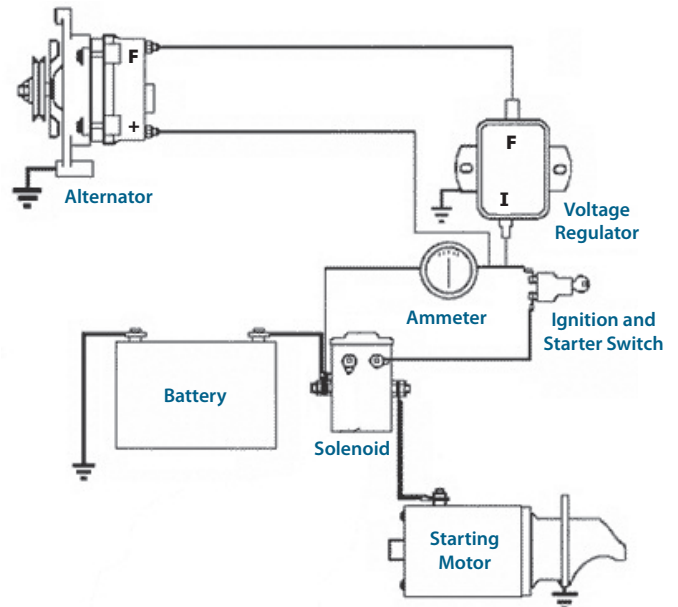 F
+
Alternator
F
I
Voltage
Regulator
Ammeter
Ignition and
Starter Switch
Battery
Solenoid
Starting
Motor